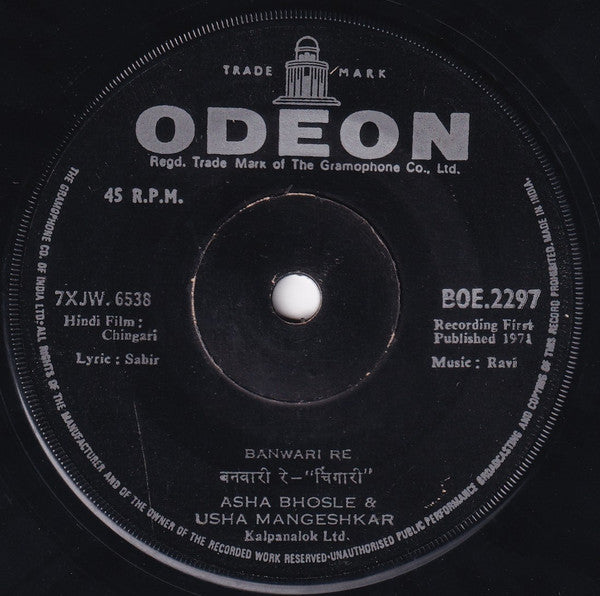 TRADE MARK
ODEON
Regd. Trade Mark of The Gramophone Co., Ltd.
45 R.P.M.
7XJW. 6538
Hindi Film :
Chingari
Lyric : Sabir
BOE.2297
Recording First
Published 1971
Music : Ravi
BANWARI RE
बनवारी रे-"चिंगारी"
ASHA BHOSLE &
USHA MANGESHKAR
Kalpanalok Ltd.
THE GRAMOPHONE CO. OF INDIA LTD. ALL RIGHTS OF THE MANUFACTURER AND OF THE OWNER OF THE RECORDED WORK RESERVED·UNAUTHORISED PUBLIC PERFORMANCE BROADCASTING AND COPYING OF THIS RECORD PROHIBITED. MADE IN INDIA.